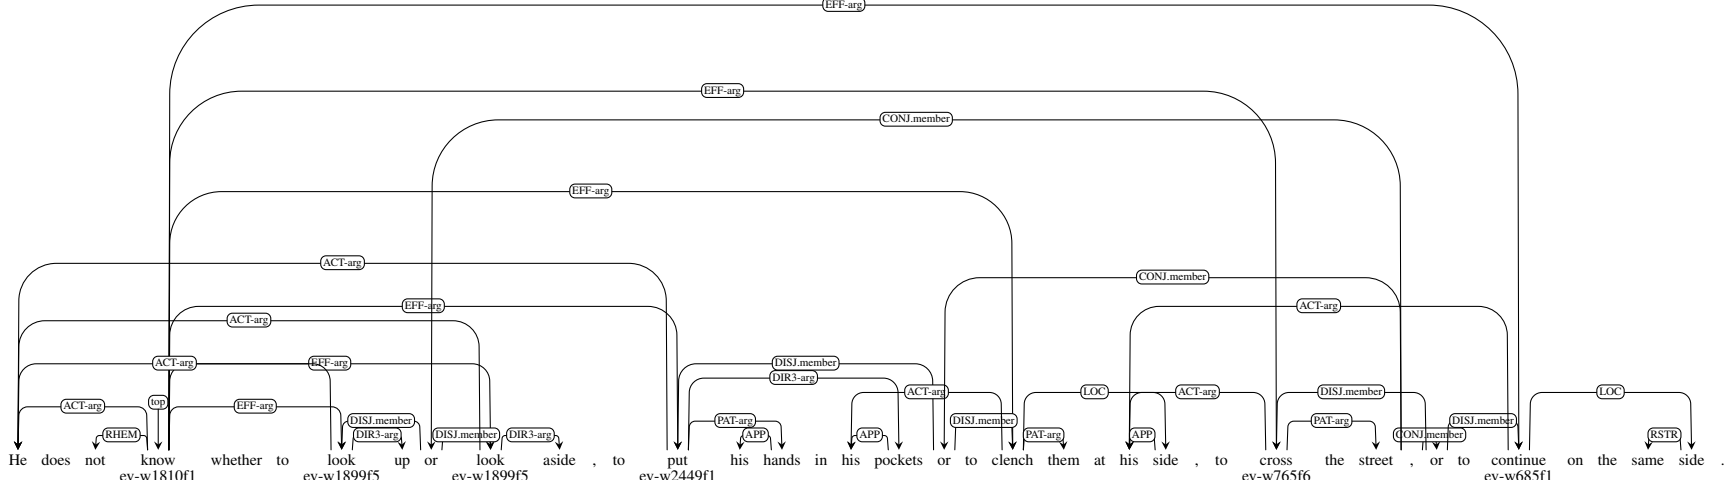 EFF-arg
EFF-arg
CONJ.member
EFF-arg
ACT-arg
CONJ.member
EFF-arg ACT-arg
ACT-arg
ACT-arg EFF-arg DISJ.member
DIR3-arg
ACT-arg LOC ACT-arg DISJ.member LOC
top
ACT-arg EFF-arg
DISJ.member PAT-arg DISJ.member PAT-arg DISJ.member
RHEM DIR3-arg DISJ.member DIR3-arg APP APP PAT-arg APP CONJ.member RSTR
He does not know whether to look up or look aside , to put his hands in his pockets or to clench them at his side , to cross the street , or to continue on the same side .
ev-w1810f1 ev-w1899f5 ev-w1899f5 ev-w2449f1 ev-w765f6 ev-w685f1